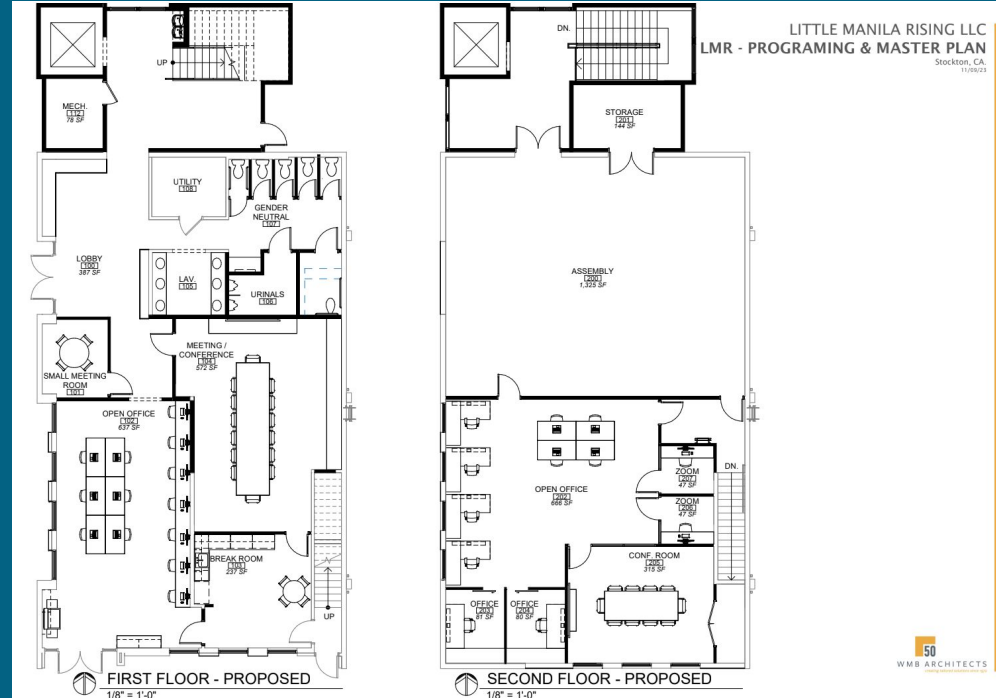 LITTLE MANILA RISING LLC
LMR - PROGRAMING & MASTER PLAN
Stockton, CA.
11/09/23
UP
MECH.
112
78 SF
UTILITY
108
GENDER
NEUTRAL
107
LOBBY
100
387 SF
LAV.
105
URINALS
106
MEETING /
CONFERENCE
104
572 SF
SMALL MEETING
ROOM
101
OPEN OFFICE
102
637 SF
BREAK ROOM
103
237 SF
UP
FIRST FLOOR - PROPOSED
1/8" = 1'-0"
DN.
STORAGE
201
144 SF
ASSEMBLY
200
1,325 SF
OPEN OFFICE
202
666 SF
ZOOM
207
47 SF
DN.
ZOOM
206
47 SF
CONF. ROOM
205
315 SF
OFFICE
203
81 SF
OFFICE
204
80 SF
SECOND FLOOR - PROPOSED
1/8" = 1'-0"
50
WMB ARCHITECTS